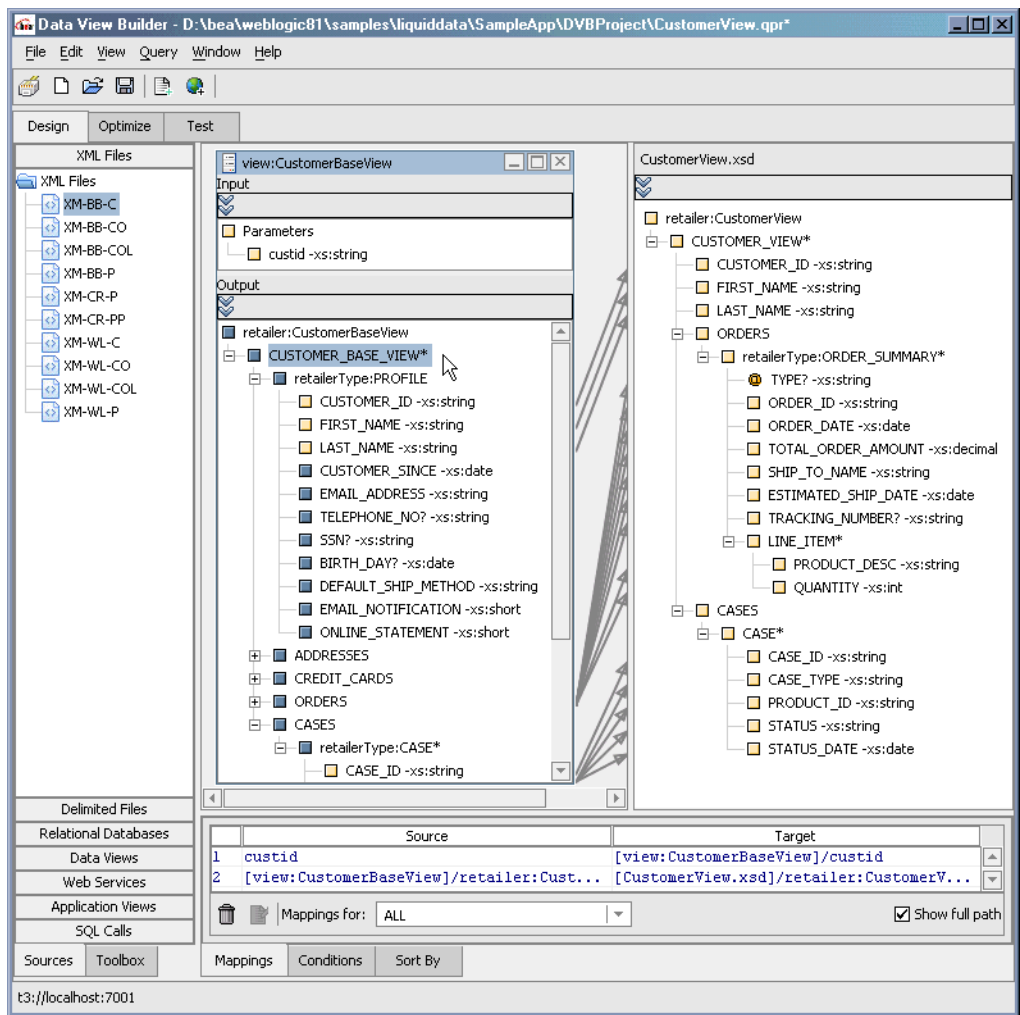 Data View Builder - D:\bea\weblogic81\samples\liquiddata\SampleApp\DVBProject\CustomerView.qpr*
File Edit View Query Window Help
Design Optimize Test
XML Files
XML Files
XM-BB-C
XM-BB-CO
XM-BB-COL
XM-BB-P
XM-CR-P
XM-CR-PP
XM-WL-C
XM-WL-CO
XM-WL-COL
XM-WL-P
Delimited Files
Relational Databases
Data Views
Web Services
Application Views
SQL Calls
Sources Toolbox
view:CustomerBaseView
Input
Parameters
custid -xs:string
Output
retailer:CustomerBaseView
CUSTOMER_BASE_VIEW*
retailerType:PROFILE
CUSTOMER_ID -xs:string
FIRST_NAME -xs:string
LAST_NAME -xs:string
CUSTOMER_SINCE -xs:date
EMAIL_ADDRESS -xs:string
TELEPHONE_NO? -xs:string
SSN? -xs:string
BIRTH_DAY? -xs:date
DEFAULT_SHIP_METHOD -xs:string
EMAIL_NOTIFICATION -xs:short
ONLINE_STATEMENT -xs:short
ADDRESSES
CREDIT_CARDS
ORDERS
CASES
retailerType:CASE*
CASE_ID -xs:string
CustomerView.xsd
retailer:CustomerView
CUSTOMER_VIEW*
CUSTOMER_ID -xs:string
FIRST_NAME -xs:string
LAST_NAME -xs:string
ORDERS
retailerType:ORDER_SUMMARY*
TYPE? -xs:string
ORDER_ID -xs:string
ORDER_DATE -xs:date
TOTAL_ORDER_AMOUNT -xs:decimal
SHIP_TO_NAME -xs:string
ESTIMATED_SHIP_DATE -xs:date
TRACKING_NUMBER? -xs:string
LINE_ITEM*
PRODUCT_DESC -xs:string
QUANTITY -xs:int
CASES
CASE*
CASE_ID -xs:string
CASE_TYPE -xs:string
PRODUCT_ID -xs:string
STATUS -xs:string
STATUS_DATE -xs:date
Source Target
1 custid [view:CustomerBaseView]/custid
2 [view:CustomerBaseView]/retailer:Cust... [CustomerView.xsd]/retailer:CustomerV...
Mappings for: ALL Show full path
Mappings Conditions Sort By
t3://localhost:7001